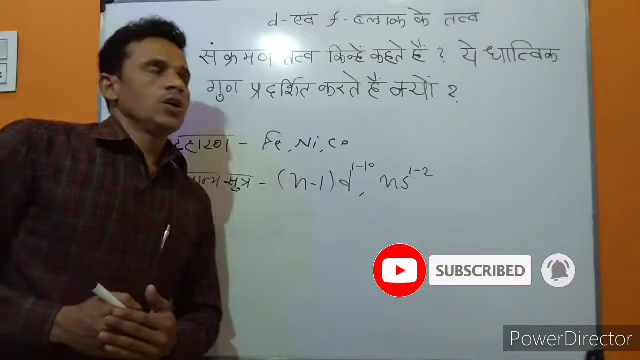 d-एवं f-ब्लाक के तत्व
संक्रमण तत्व किन्हें कहते हैं ? ये धात्विक
गुण प्रदर्शित करते हैं क्यों ?
- Fe, Ni, Co
सूत्र - (n-1)d¹⁻¹⁰, ns¹⁻²
SUBSCRIBED
PowerDirector